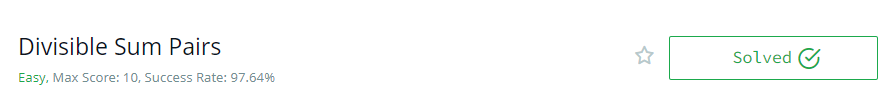 Divisible Sum Pairs
Solved
Easy, Max Score: 10, Success Rate: 97.64%